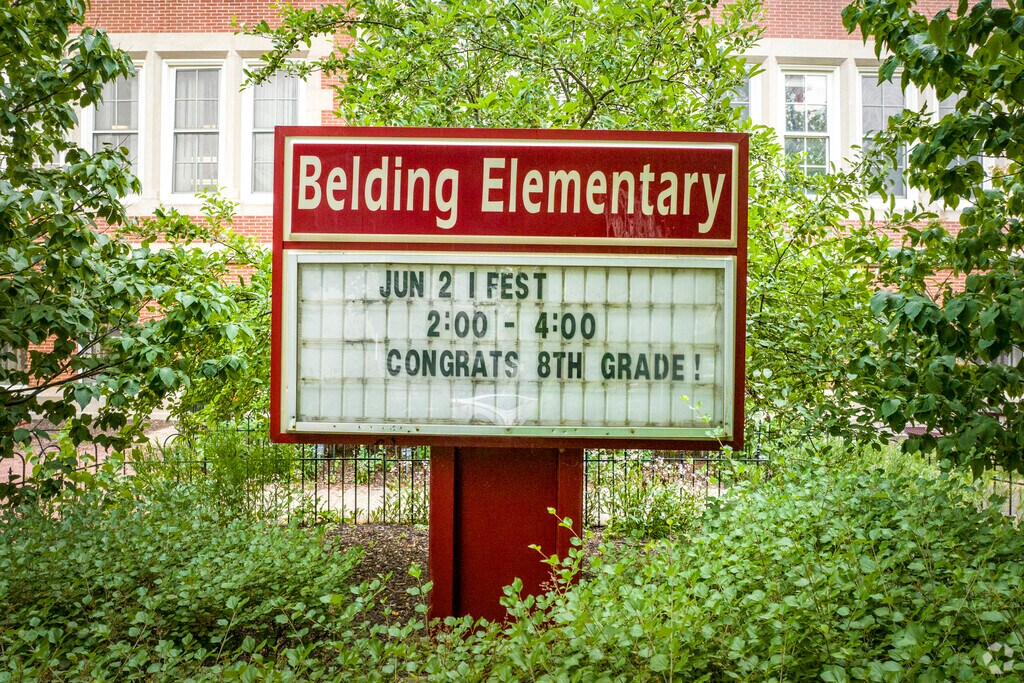 Belding Elementary
JUN 2 I FEST
2:00 - 4:00
CONGRATS 8TH GRADE!